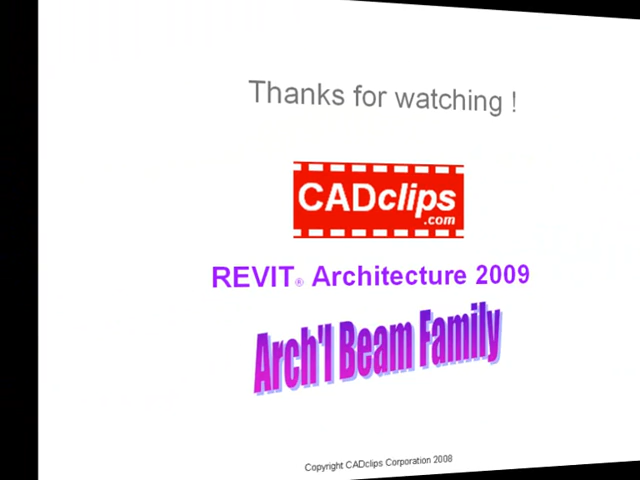 Thanks for watching !
CADclips
.com
REVIT® Architecture 2009
Arch'l Beam Family
Copyright CADclips Corporation 2008